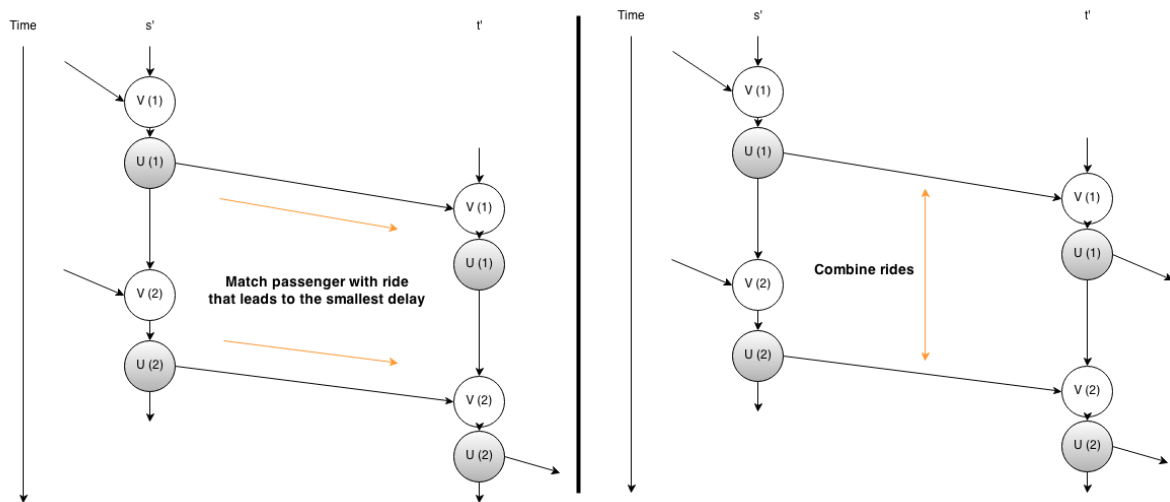 Time
s'
t'
V (1)
U (1)
V (1)
U (1)
Match passenger with ride
that leads to the smallest delay
V (2)
U (2)
V (2)
U (2)
Time
s'
t'
V (1)
U (1)
V (1)
U (1)
Combine rides
V (2)
U (2)
V (2)
U (2)